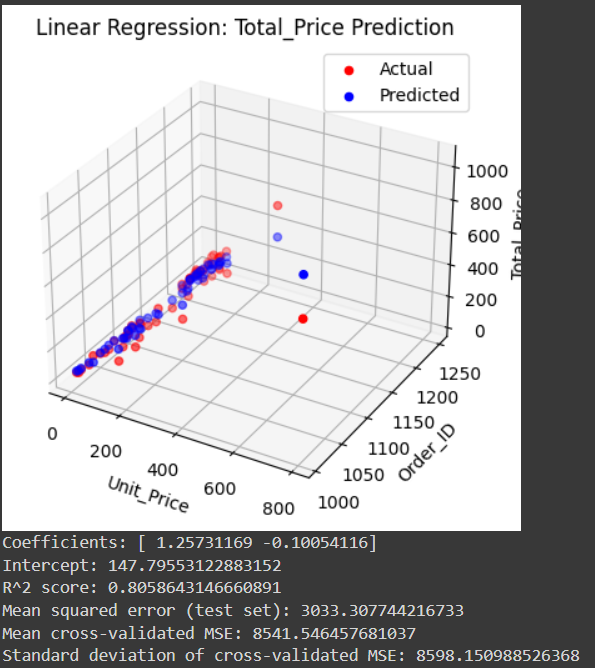 Linear Regression: Total_Price Prediction
Actual
Predicted
1000
800
600
400
200
0
Total_Price
1250
1200
1150
1100
1050
1000
Order_ID
0
200
400
600
800
Unit_Price
Coefficients: [ 1.25731169 -0.10054116]
Intercept: 147.79553122883152
R^2 score: 0.8058643146660891
Mean squared error (test set): 3033.307744216733
Mean cross-validated MSE: 8541.546457681037
Standard deviation of cross-validated MSE: 8598.150988526368